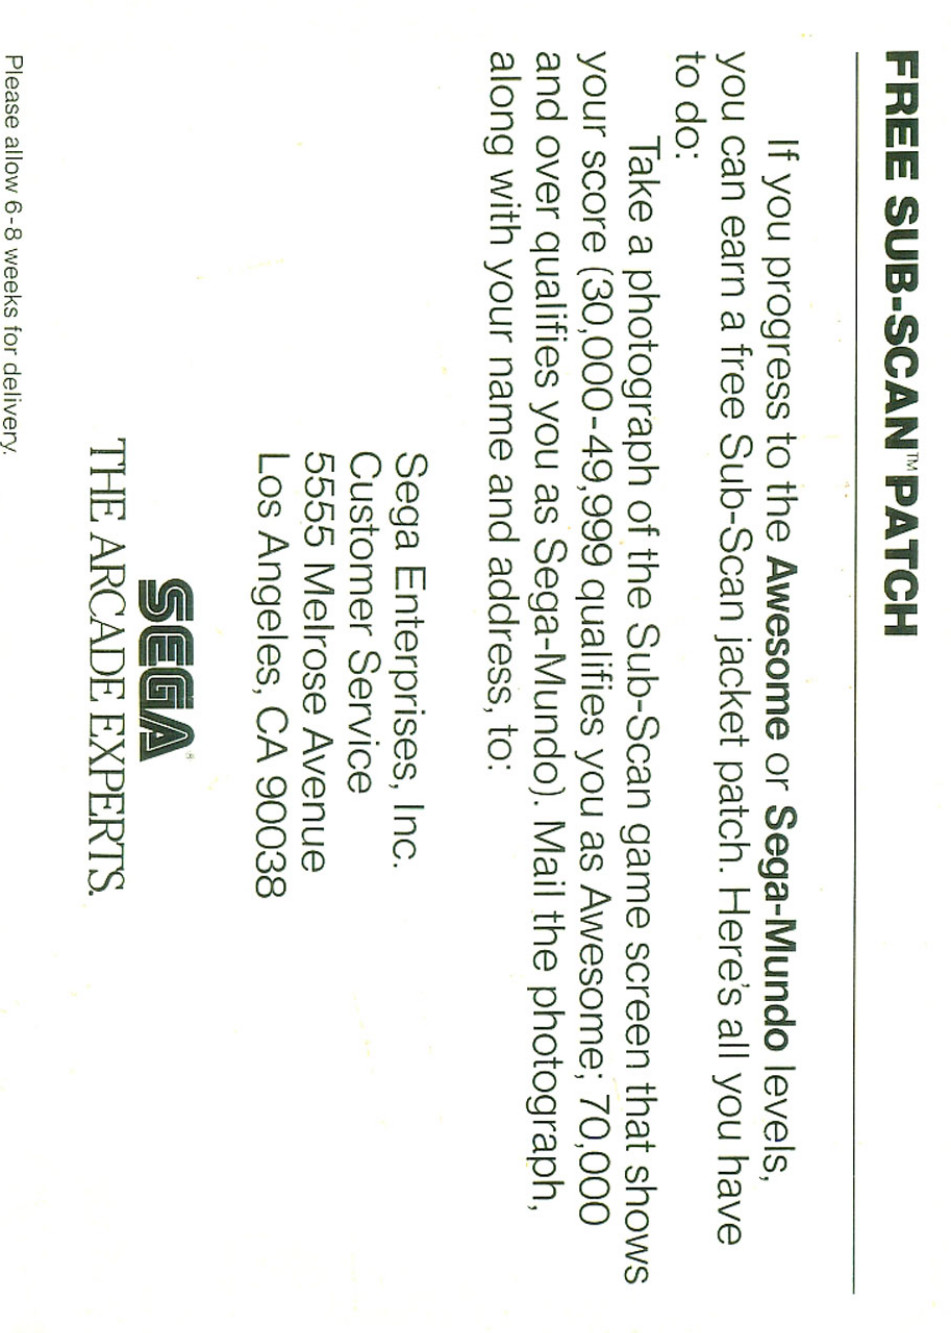 FREE SUB-SCAN™ PATCH
If you progress to the Awesome or Sega-Mundo levels,
you can earn a free Sub-Scan jacket patch. Here's all you have
to do:
Take a photograph of the Sub-Scan game screen that shows
your score (30,000-49,999 qualifies you as Awesome; 70,000
and over qualifies you as Sega-Mundo). Mail the photograph,
along with your name and address, to:
Sega Enterprises, Inc.
Customer Service
5555 Melrose Avenue
Los Angeles, CA 90038
SEGA®
THE ARCADE EXPERTS.
Please allow 6-8 weeks for delivery.